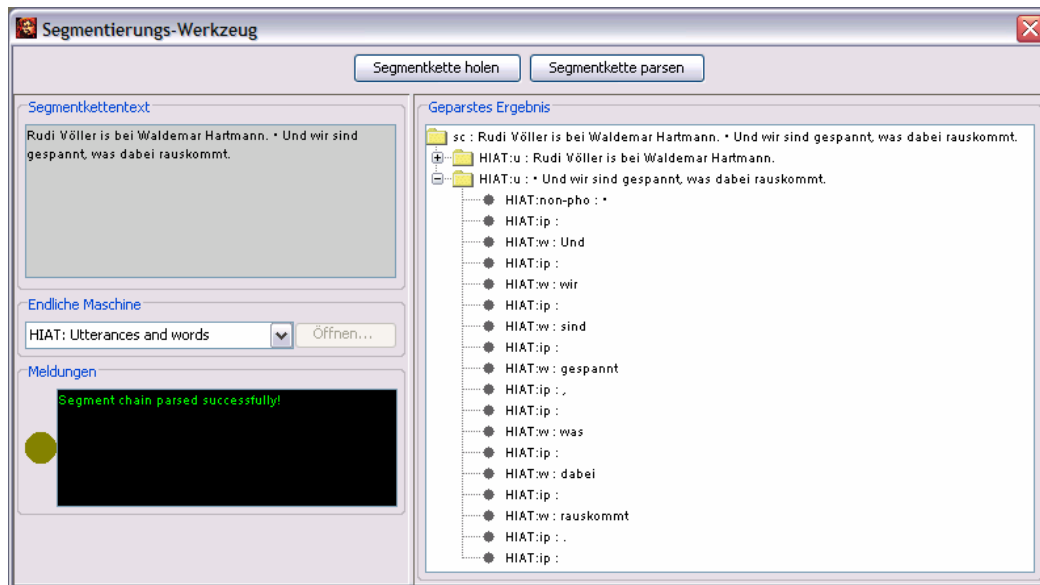 Segmentierungs-Werkzeug
Segmentkette holen
Segmentkette parsen
Segmentkettentext
Rudi Völler is bei Waldemar Hartmann. • Und wir sind
gespannt, was dabei rauskommt.
Endliche Maschine
HIAT: Utterances and words
Öffnen...
Meldungen
Segment chain parsed successfully!
Geparstes Ergebnis
sc : Rudi Völler is bei Waldemar Hartmann. • Und wir sind gespannt, was dabei rauskommt.
HIAT:u : Rudi Völler is bei Waldemar Hartmann.
HIAT:u : • Und wir sind gespannt, was dabei rauskommt.
HIAT:non-pho : •
HIAT:ip :
HIAT:w : Und
HIAT:ip :
HIAT:w : wir
HIAT:ip :
HIAT:w : sind
HIAT:ip :
HIAT:w : gespannt
HIAT:ip : ,
HIAT:ip :
HIAT:w : was
HIAT:ip :
HIAT:w : dabei
HIAT:ip :
HIAT:w : rauskommt
HIAT:ip : .
HIAT:ip :